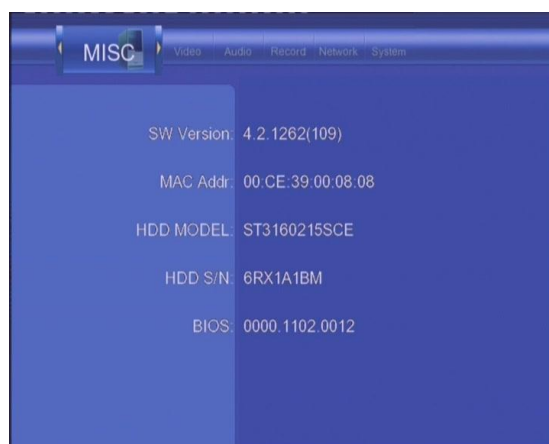 MISC Video Audio Record Network System
SW Version: 4.2.1262(109)
MAC Addr: 00:CE:39:00:08:08
HDD MODEL: ST3160215SCE
HDD S/N: 6RX1A1BM
BIOS: 0000.1102.0012